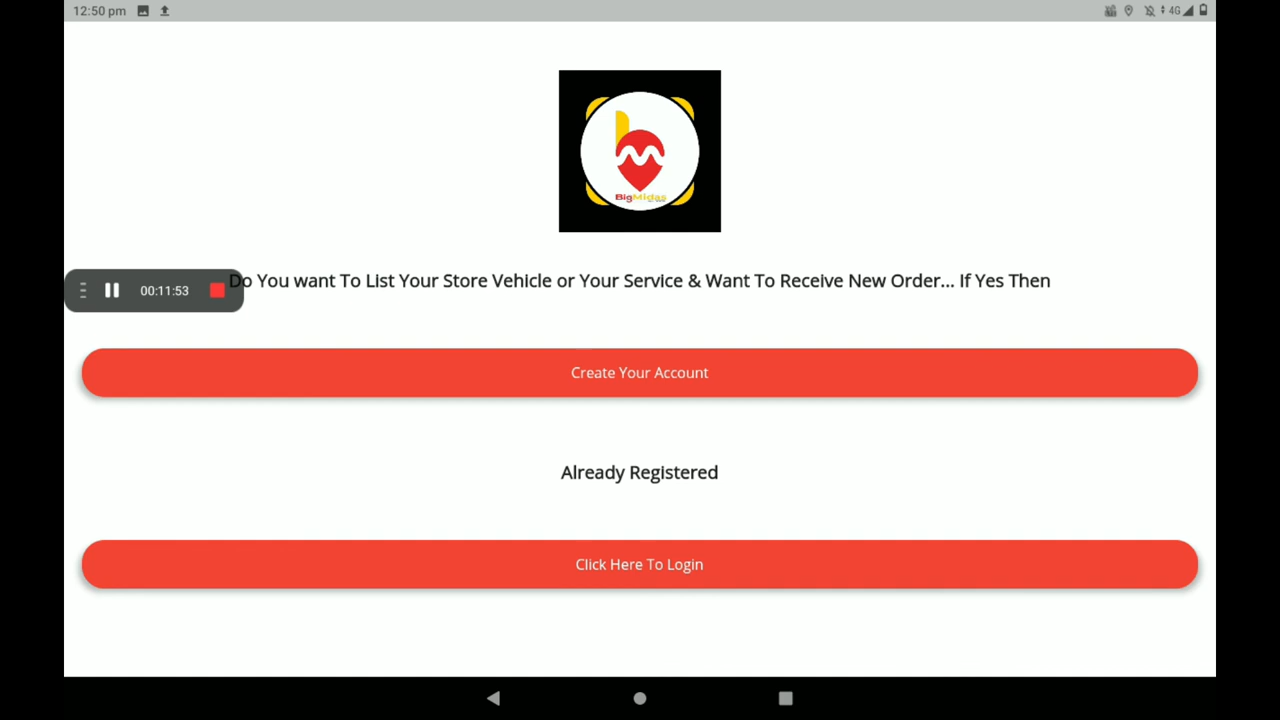 12:50 pm
4G
BigMidas
Do You want To List Your Store Vehicle or Your Service & Want To Receive New Order... If Yes Then
00:11:53
Create Your Account
Already Registered
Click Here To Login